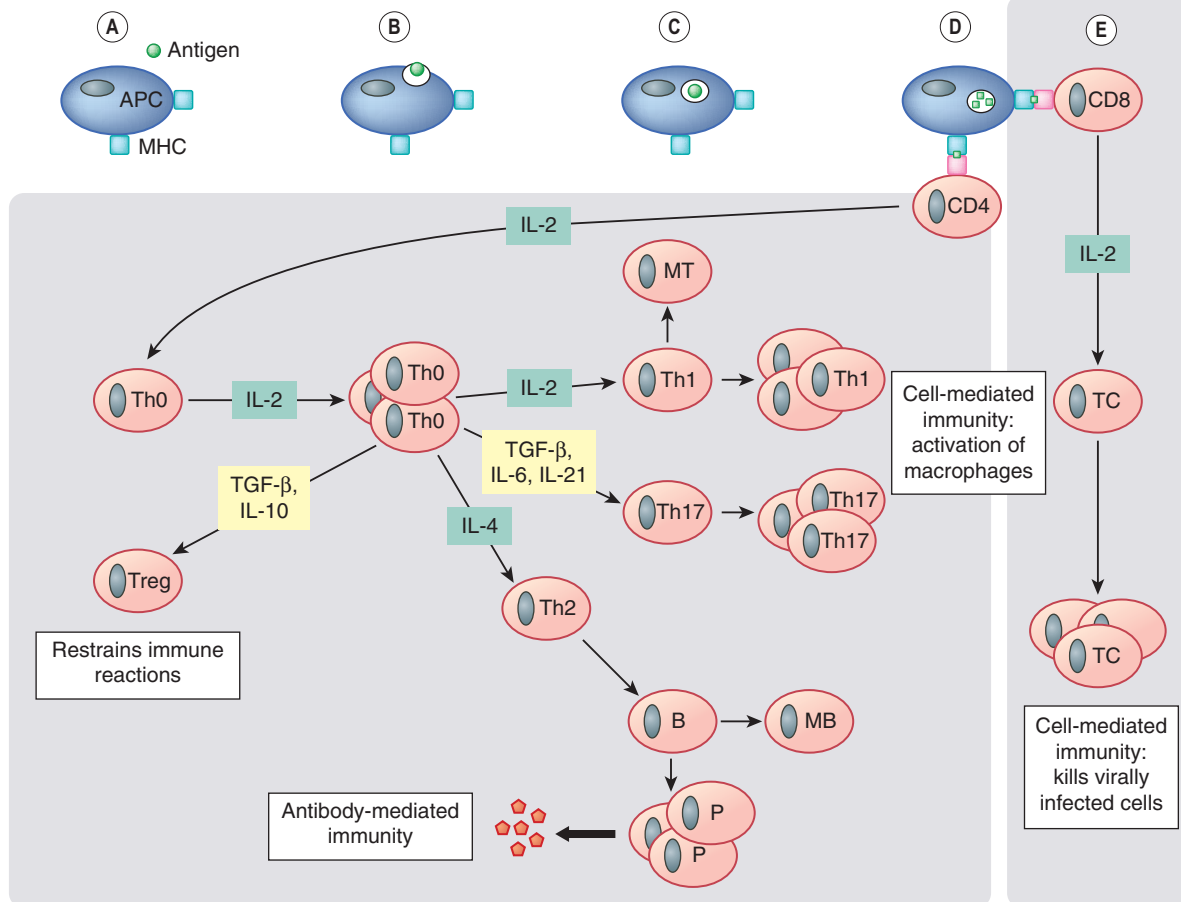 A
B
C
D
E
Antigen
APC
MHC
CD8
CD4
IL-2
IL-2
MT
Th0
IL-2
Th0
Th0
IL-2
Th1
Th1
Cell-mediated
immunity:
activation of
macrophages
TC
TGF-β,
IL-6, IL-21
TGF-β,
IL-10
IL-4
Th17
Th17
Th17
Treg
Th2
Restrains immune
reactions
TC
B
MB
Cell-mediated
immunity:
kills virally
infected cells
Antibody-mediated
immunity
P
P